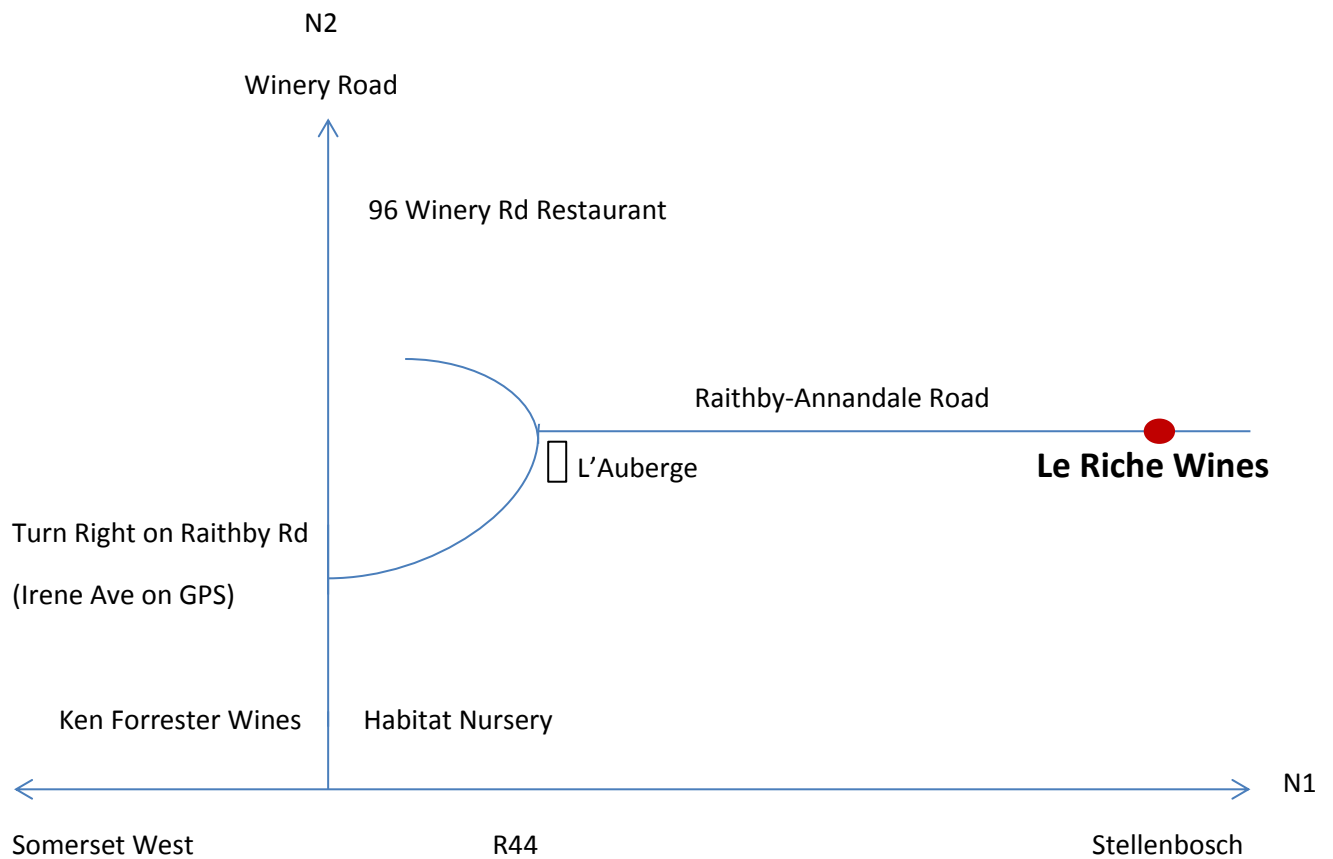 N2
Winery Road
96 Winery Rd Restaurant
Raithby-Annandale Road
L’Auberge
Le Riche Wines
Turn Right on Raithby Rd
(Irene Ave on GPS)
Ken Forrester Wines
Habitat Nursery
N1
Somerset West
R44
Stellenbosch